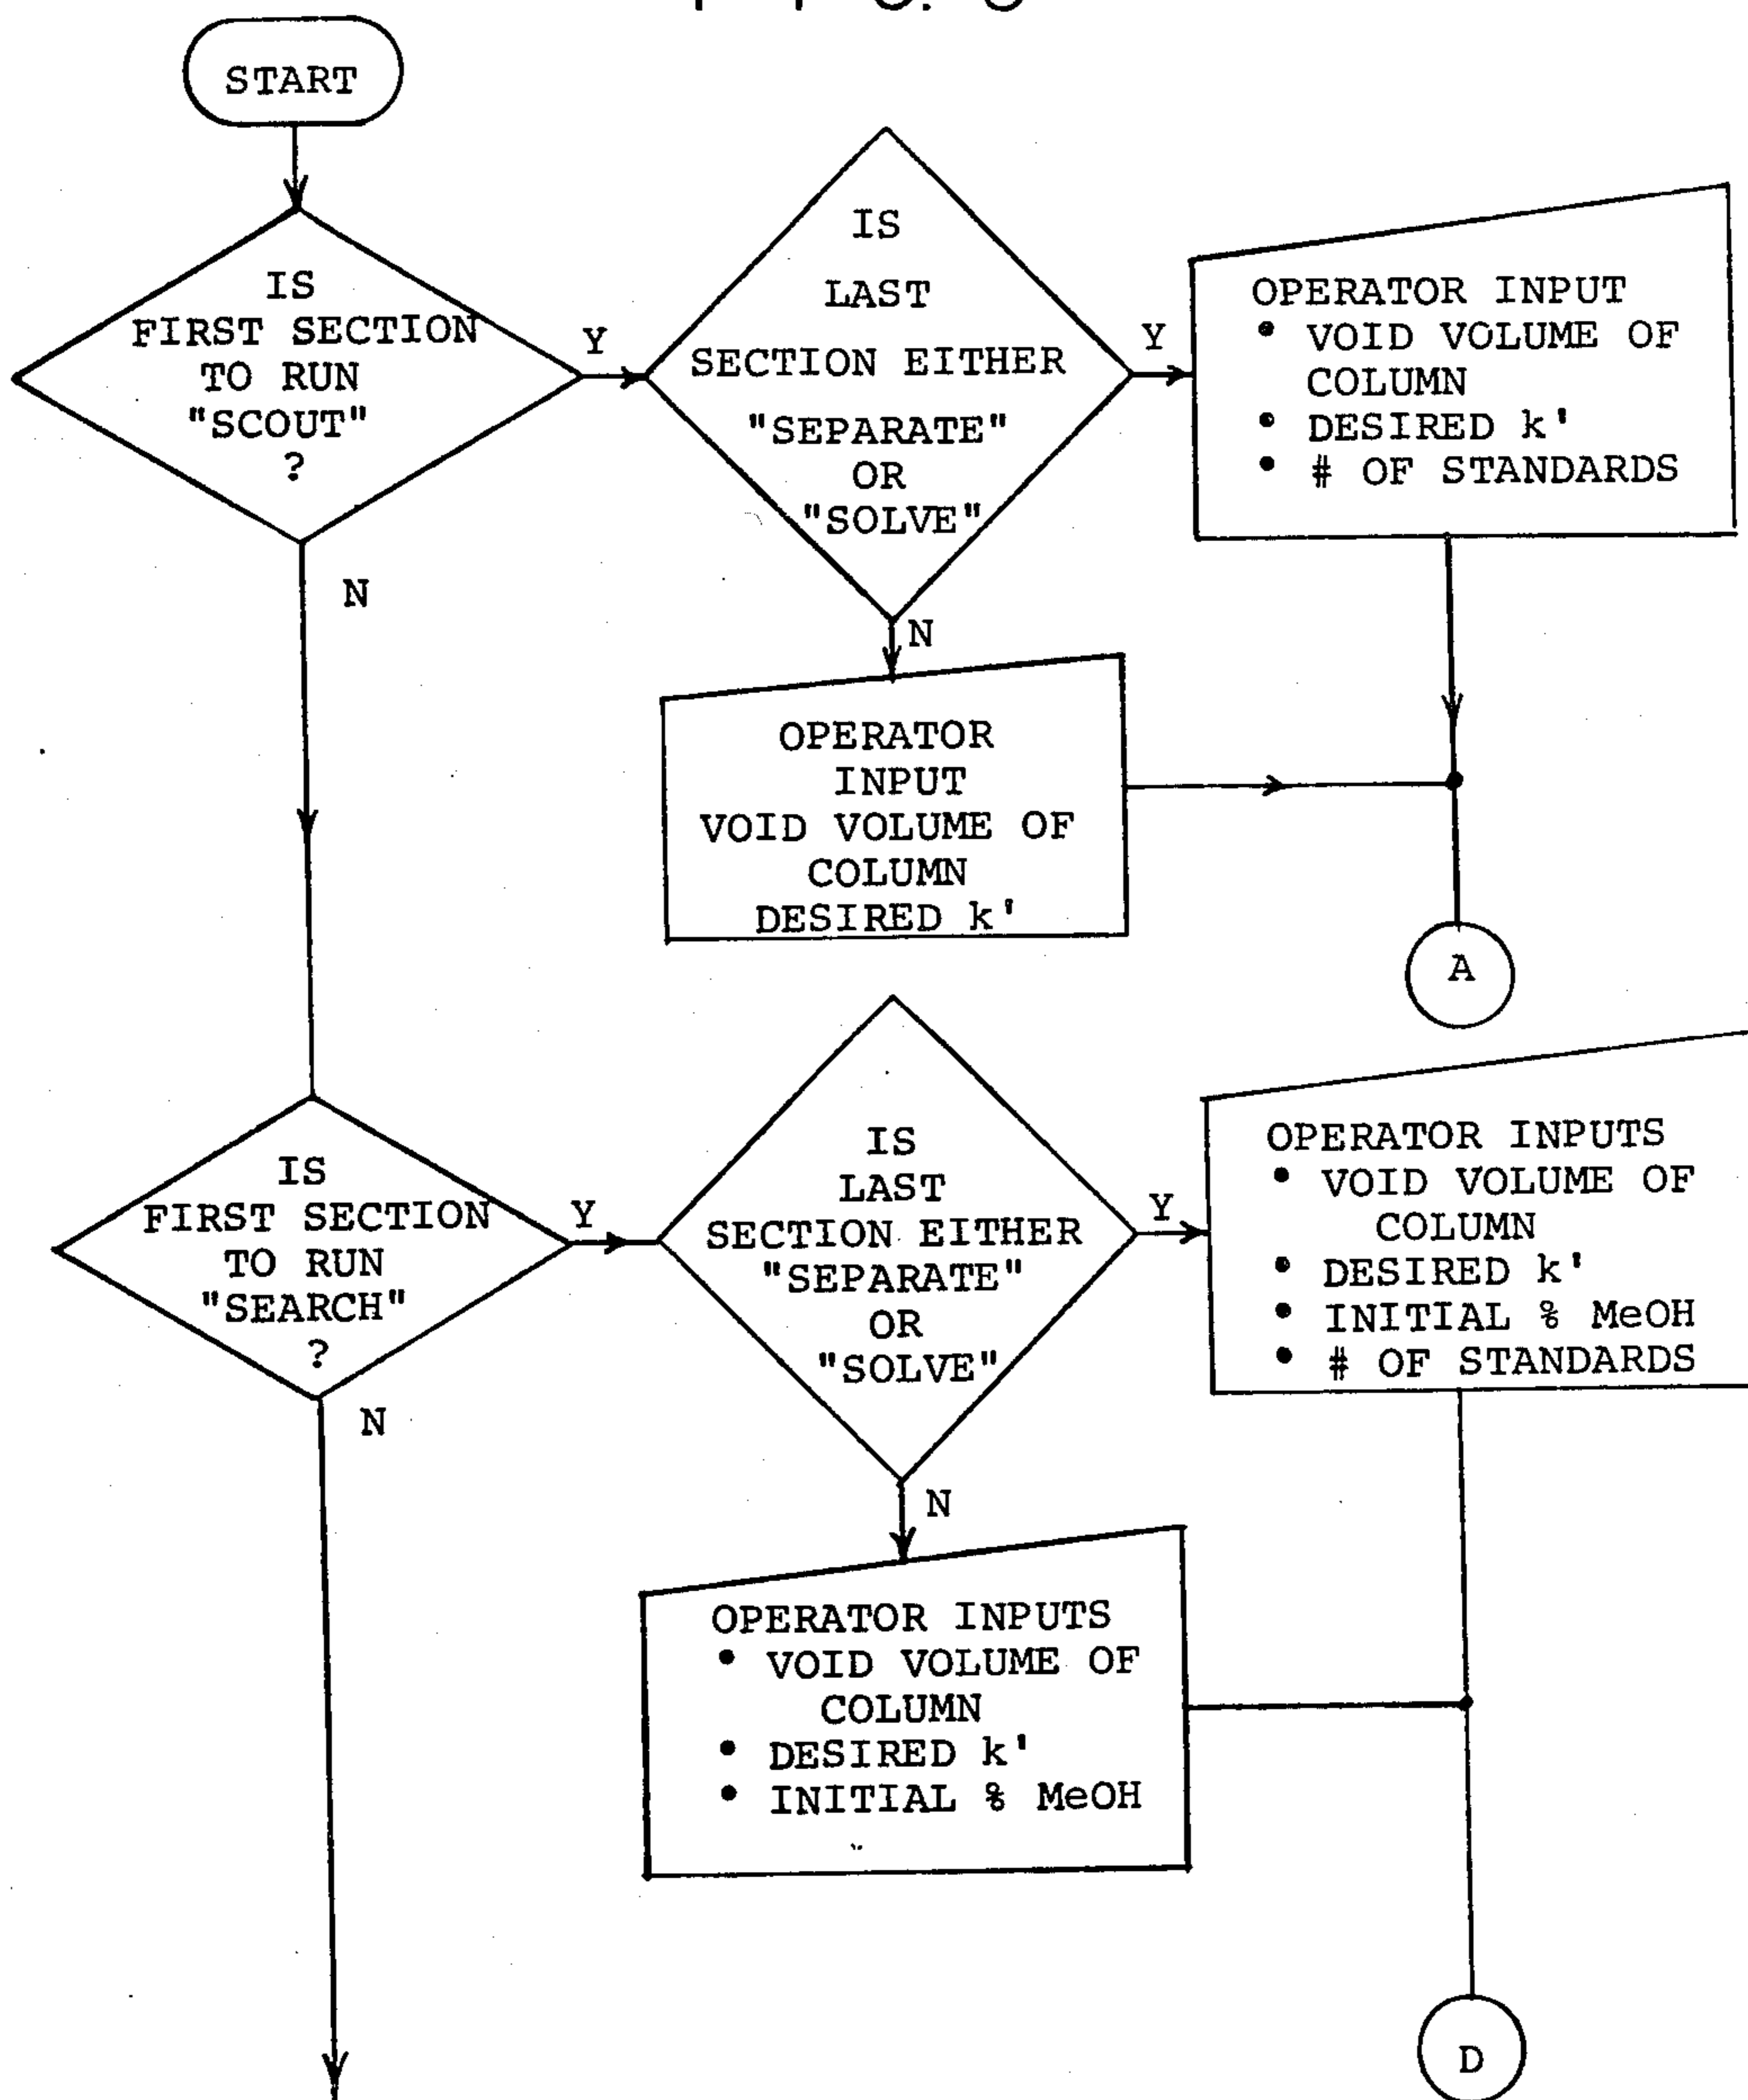 START
IS
FIRST SECTION
TO RUN
"SCOUT"
?
Y
N
IS
LAST
SECTION EITHER
"SEPARATE"
OR
"SOLVE"
Y
N
OPERATOR INPUT
• VOID VOLUME OF
COLUMN
• DESIRED k'
• # OF STANDARDS
OPERATOR
INPUT
VOID VOLUME OF
COLUMN
DESIRED k'
A
IS
FIRST SECTION
TO RUN
"SEARCH"
?
Y
N
IS
LAST
SECTION EITHER
"SEPARATE"
OR
"SOLVE"
Y
N
OPERATOR INPUTS
• VOID VOLUME OF
COLUMN
• DESIRED k'
• INITIAL % MeOH
• # OF STANDARDS
OPERATOR INPUTS
• VOID VOLUME OF
COLUMN
• DESIRED k'
• INITIAL % MeOH
D